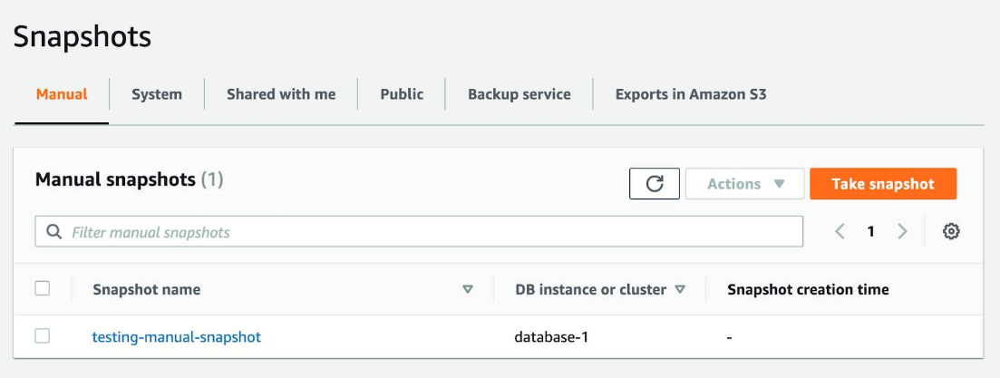 Snapshots
Manual System Shared with me Public Backup service Exports in Amazon S3
Manual snapshots (1) Actions Take snapshot
Filter manual snapshots 1
Snapshot name DB instance or cluster Snapshot creation time
testing-manual-snapshot database-1 -